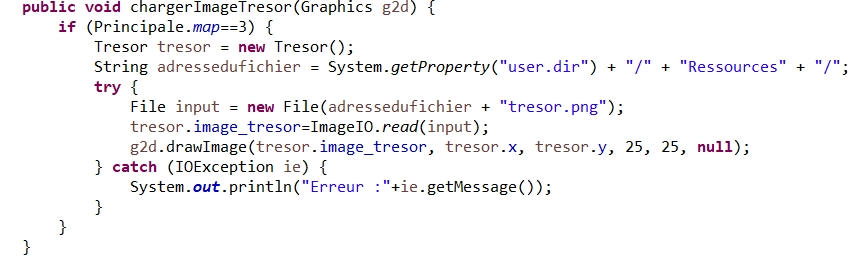 public void chargerImageTresor(Graphics g2d) {
if (Principale.map==3) {
Tresor tresor = new Tresor();
String adressedufichier = System.getProperty("user.dir") + "/" + "Ressources" + "/";
try {
File input = new File(adressedufichier + "tresor.png");
tresor.image_tresor=ImageIO.read(input);
g2d.drawImage(tresor.image_tresor, tresor.x, tresor.y, 25, 25, null);
} catch (IOException ie) {
System.out.println("Erreur :"+ie.getMessage());
}
}
}